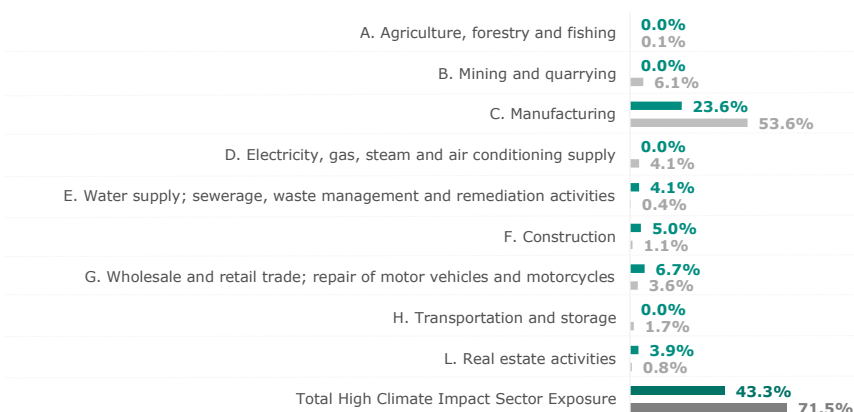 A. Agriculture, forestry and fishing
0.0%
0.1%
B. Mining and quarrying
0.0%
6.1%
C. Manufacturing
23.6%
53.6%
D. Electricity, gas, steam and air conditioning supply
0.0%
4.1%
E. Water supply; sewerage, waste management and remediation activities
4.1%
0.4%
F. Construction
5.0%
1.1%
G. Wholesale and retail trade; repair of motor vehicles and motorcycles
6.7%
3.6%
H. Transportation and storage
0.0%
1.7%
L. Real estate activities
3.9%
0.8%
Total High Climate Impact Sector Exposure
43.3%
71.5%